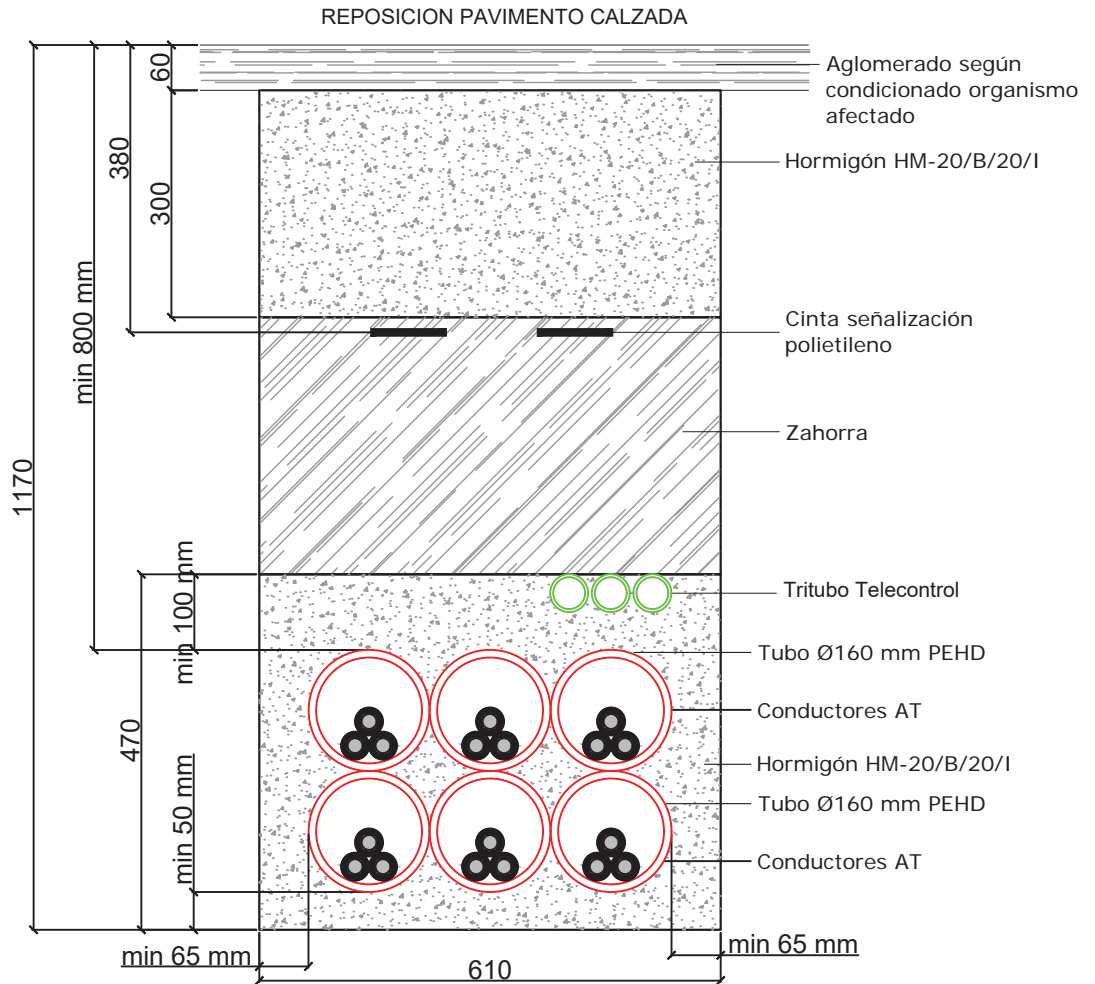 REPOSICION PAVIMENTO CALZADA
60
Aglomerado según
condicionado organismo
afectado
380
Hormigón HM-20/B/20/I
300
min 800 mm
Cinta señalización
polietileno
Zahorra
1170
min 100 mm
Tritubo Telecontrol
Tubo Ø160 mm PEHD
Conductores AT
470
Hormigón HM-20/B/20/I
Tubo Ø160 mm PEHD
min 50 mm
Conductores AT
min 65 mm
610
min 65 mm